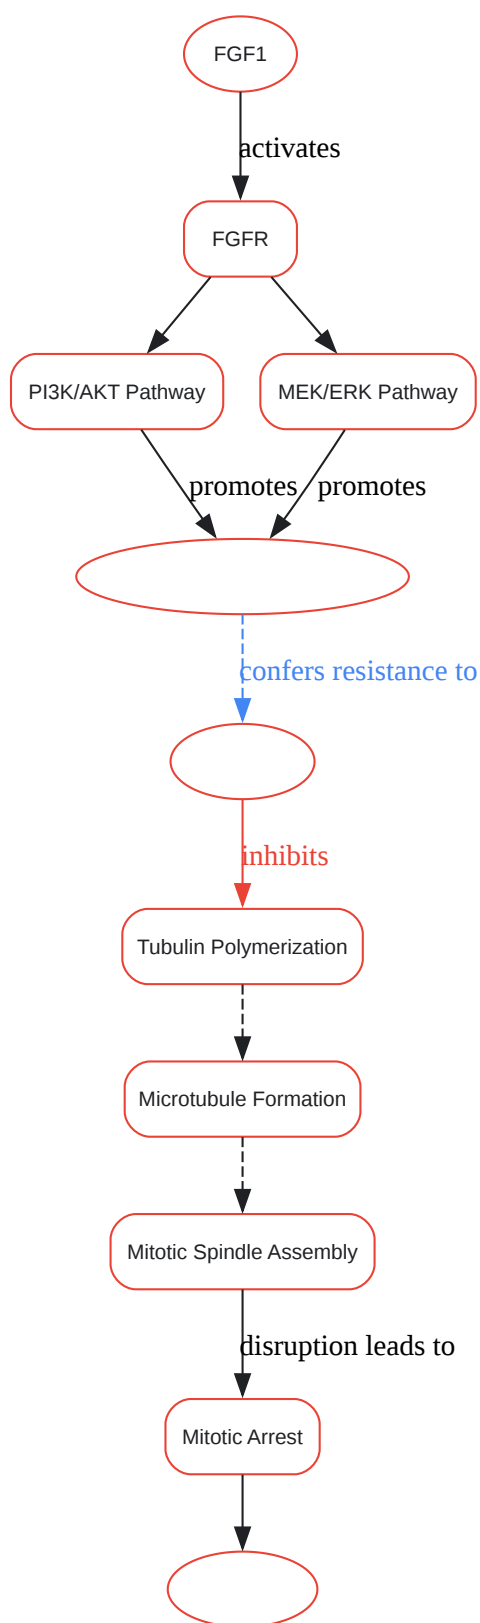 FGF1
activates
FGFR
PI3K/AKT Pathway
MEK/ERK Pathway
promotes
promotes
confers resistance to
inhibits
Tubulin Polymerization
Microtubule Formation
Mitotic Spindle Assembly
disruption leads to
Mitotic Arrest